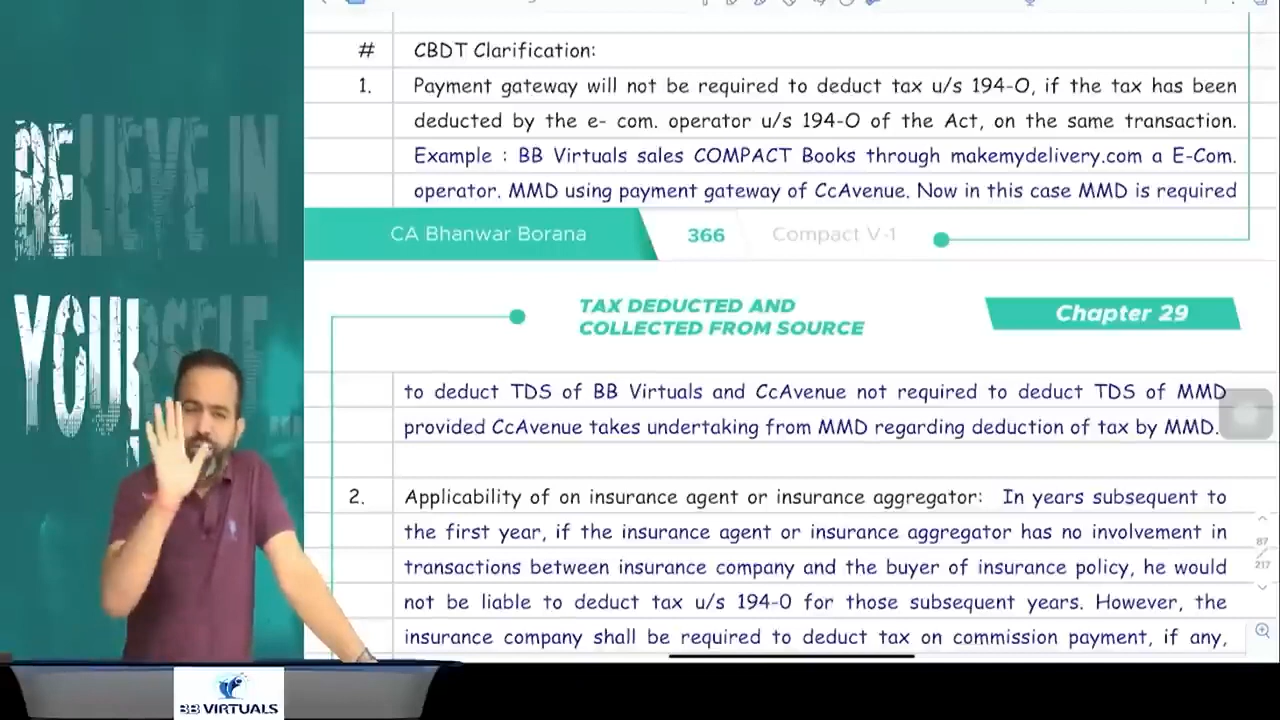 BELIEVE IN
YOURSELF
# CBDT Clarification:
1. Payment gateway will not be required to deduct tax u/s 194-O, if the tax has been
deducted by the e- com. operator u/s 194-O of the Act, on the same transaction.
Example : BB Virtuals sales COMPACT Books through makemydelivery.com a E-Com.
operator. MMD using payment gateway of CcAvenue. Now in this case MMD is required
CA Bhanwar Borana 366 Compact V-1
TAX DEDUCTED AND
COLLECTED FROM SOURCE
Chapter 29
to deduct TDS of BB Virtuals and CcAvenue not required to deduct TDS of MMD
provided CcAvenue takes undertaking from MMD regarding deduction of tax by MMD.
2. Applicability of on insurance agent or insurance aggregator: In years subsequent to
the first year, if the insurance agent or insurance aggregator has no involvement in
transactions between insurance company and the buyer of insurance policy, he would
not be liable to deduct tax u/s 194-O for those subsequent years. However, the
insurance company shall be required to deduct tax on commission payment, if any,
87
217
BB VIRTUALS